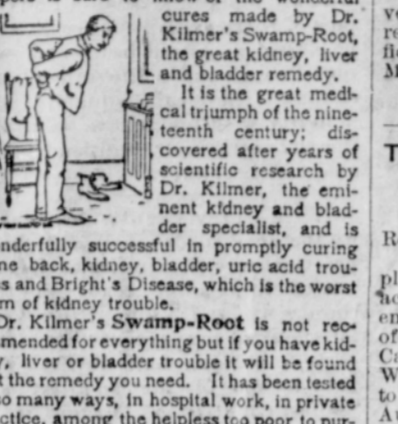 cures made by Dr.
Kilmer's Swamp-Root,
the great kidney, liver
and bladder remedy.
It is the great medi-
cal triumph of the nine-
teenth century; dis-
covered after years of
scientific research by
Dr. Kilmer, the emi-
nent kidney and blad-
der specialist, and is
nderfully successful in promptly curing
me back, kidney, bladder, uric acid trou-
s and Bright's Disease, which is the worst
m of kidney trouble.
Dr. Kilmer's Swamp-Root is not rec-
mended for everything but if you have kid-
y, liver or bladder trouble it will be found
t the remedy you need. It has been tested
so many ways, in hospital work, in private
ctice, among the helpless too poor to pur-